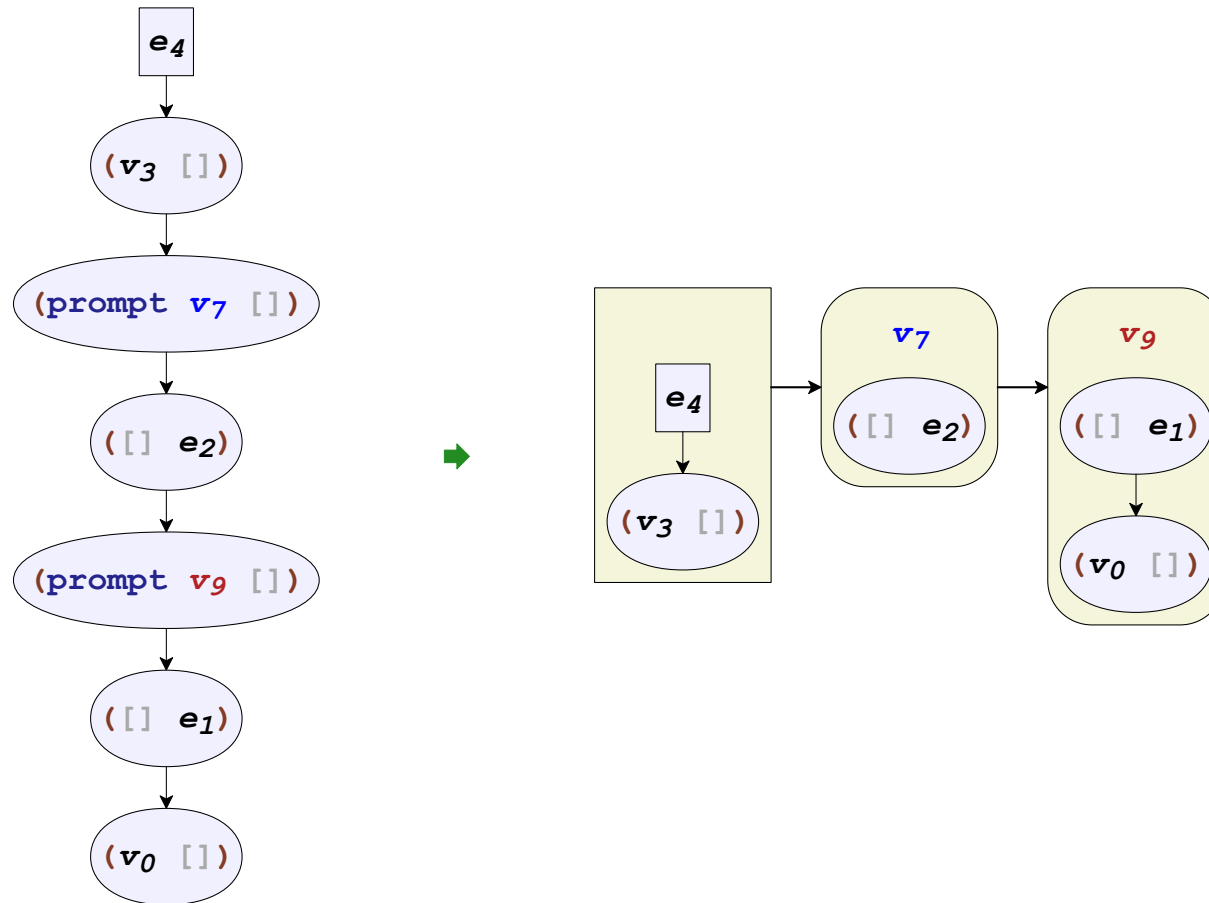 e4
(v3 [])
(prompt v7 [])
([] e2)
(prompt v9 [])
([] e1)
(v0 [])
e4
(v3 [])
v7
([] e2)
v9
([] e1)
(v0 [])